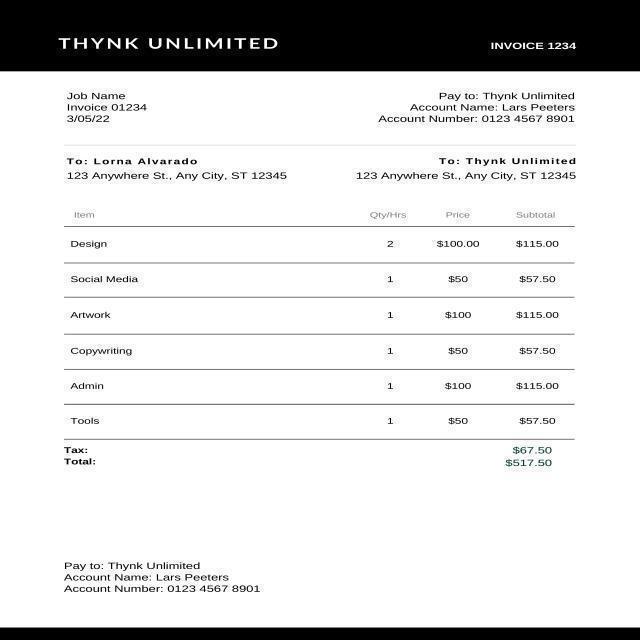 THYNK UNLIMITED
INVOICE 1234
Job Name
Invoice 01234
3/05/22
Pay to: Thynk Unlimited
Account Name: Lars Peeters
Account Number: 0123 4567 8901
To: Lorna Alvarado
123 Anywhere St., Any City, ST 12345
To: Thynk Unlimited
123 Anywhere St., Any City, ST 12345
Item Qty/Hrs Price Subtotal
Design 2 $100.00 $115.00
Social Media 1 $50 $57.50
Artwork 1 $100 $115.00
Copywriting 1 $50 $57.50
Admin 1 $100 $115.00
Tools 1 $50 $57.50
Tax: $67.50
Total: $517.50
Pay to: Thynk Unlimited
Account Name: Lars Peeters
Account Number: 0123 4567 8901